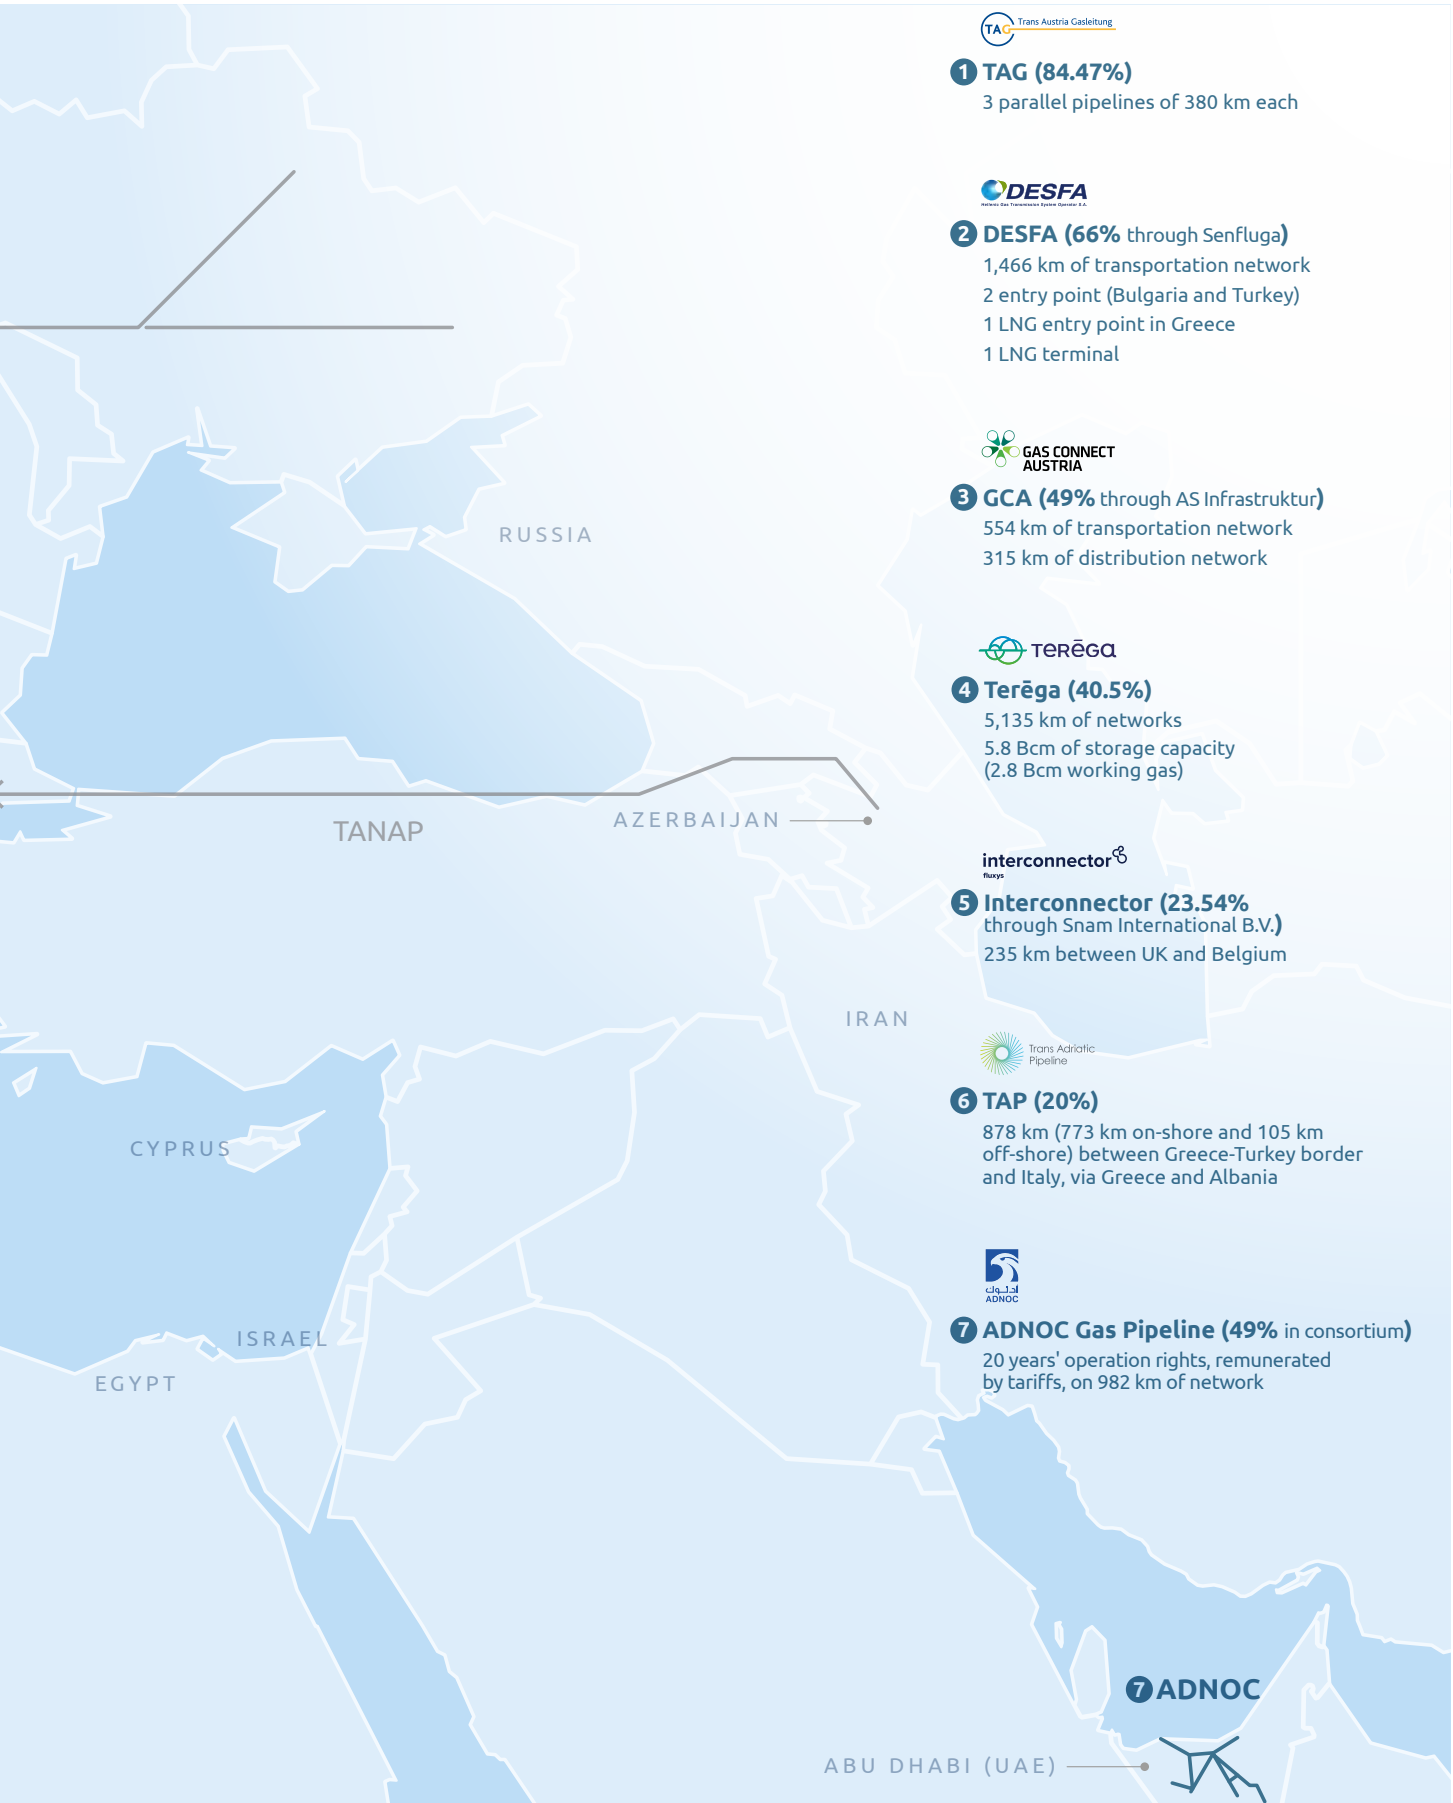 TAG Trans Austria Gasleitung
1 TAG (84.47%)
3 parallel pipelines of 380 km each
DESFA
Hellenic Gas Transmission System Operator S.A.
2 DESFA (66% through Senfluga)
1,466 km of transportation network
2 entry point (Bulgaria and Turkey)
1 LNG entry point in Greece
1 LNG terminal
GAS CONNECT
AUSTRIA
3 GCA (49% through AS Infrastruktur)
554 km of transportation network
315 km of distribution network
TERĒGA
4 Terēga (40.5%)
5,135 km of networks
5.8 Bcm of storage capacity
(2.8 Bcm working gas)
interconnector
fluxys
5 Interconnector (23.54%
through Snam International B.V.)
235 km between UK and Belgium
Trans Adriatic
Pipeline
6 TAP (20%)
878 km (773 km on-shore and 105 km
off-shore) between Greece-Turkey border
and Italy, via Greece and Albania
أدنوك
ADNOC
7 ADNOC Gas Pipeline (49% in consortium)
20 years' operation rights, remunerated
by tariffs, on 982 km of network
RUSSIA
AZERBAIJAN
TANAP
IRAN
CYPRUS
ISRAEL
EGYPT
7 ADNOC
ABU DHABI (UAE)